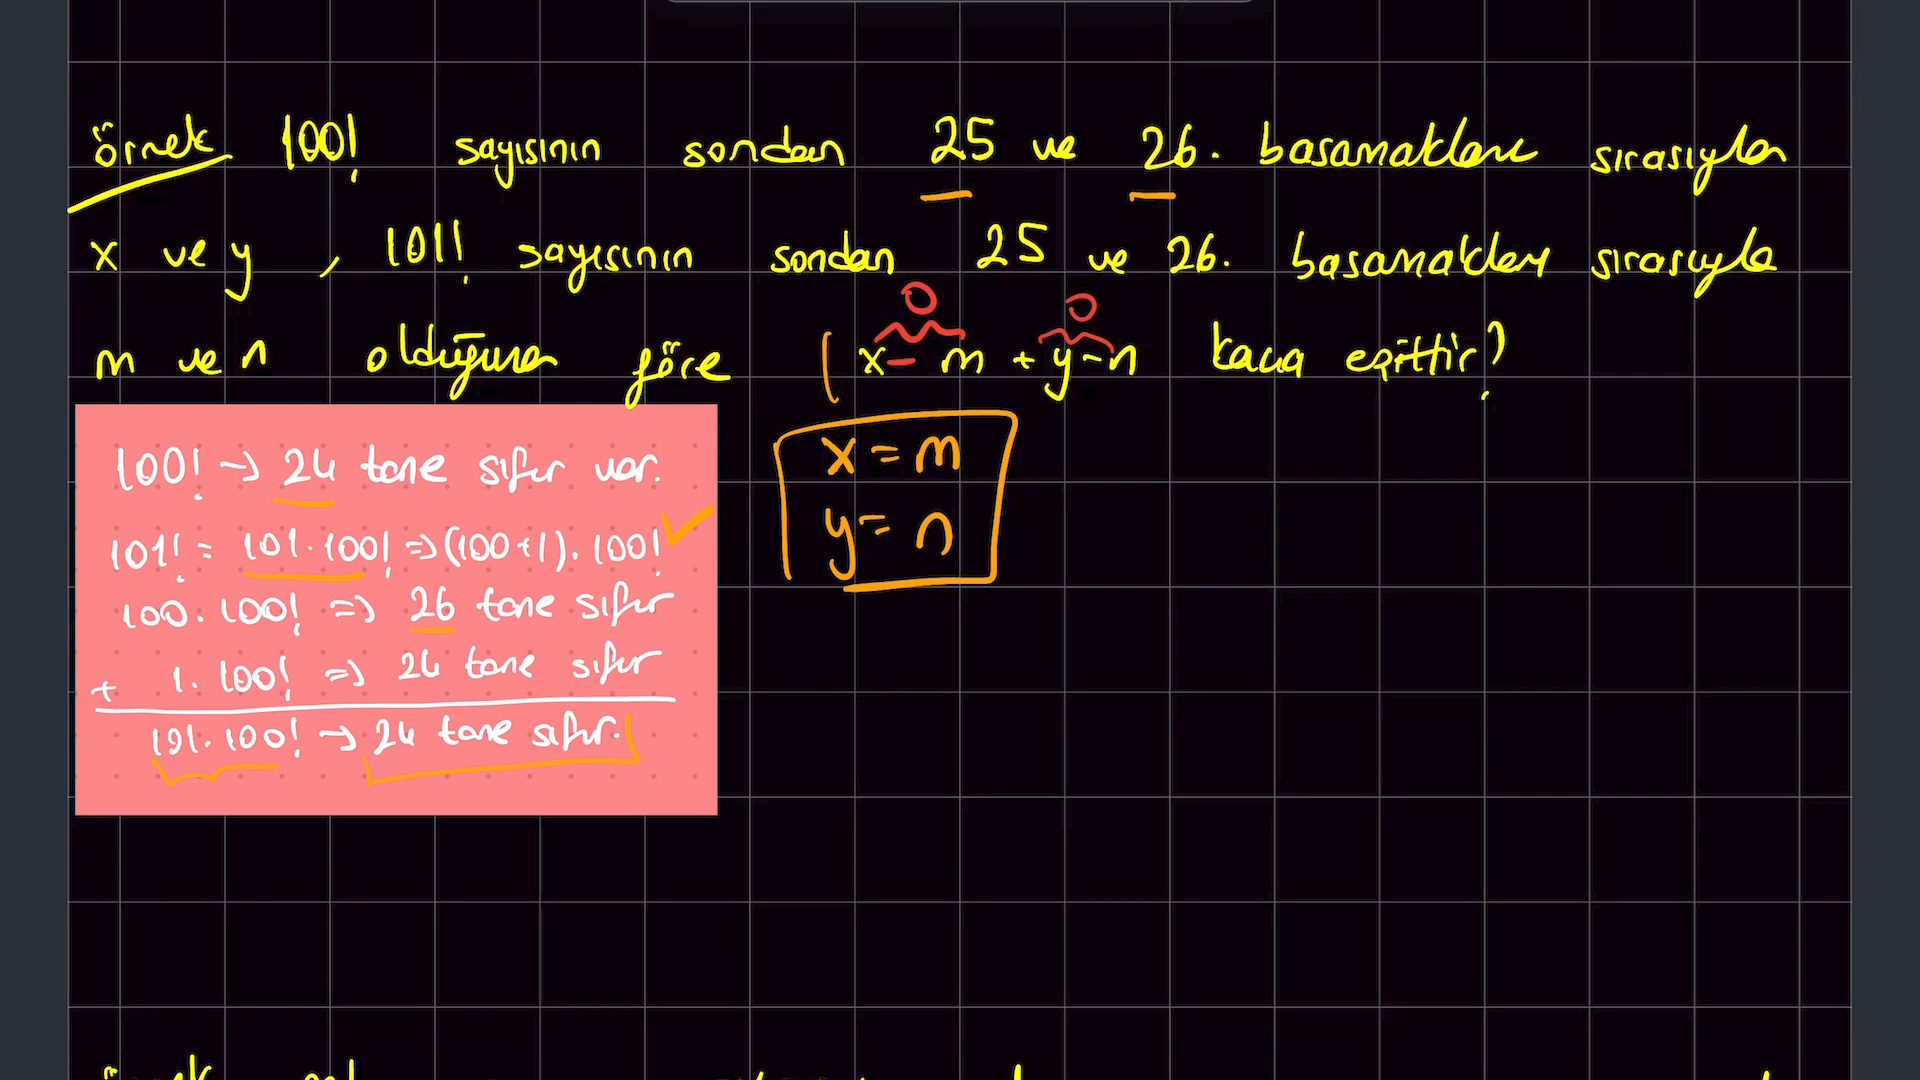 örnek 100! sayısının sondan 25 ve 26. basamakları sırasıyla
x ve y, 101! sayısının sondan 25 ve 26. basamakları sırasıyla
0 0
m ve n olduğuna göre x - m + y - n kaça eşittir?
100! → 24 tane sıfır var.
101! = 101.100! ⇒ (100+1).100!
100.100! ⇒ 26 tane sıfır
+ 1.100! ⇒ 24 tane sıfır
101.100! → 24 tane sıfır.
x = m
y = n
örnek